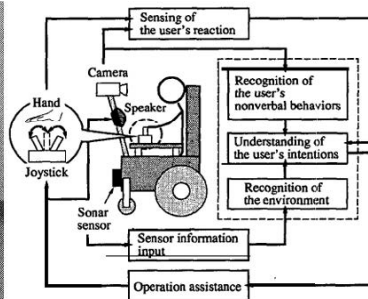 Sensing of
the user's reaction
Camera
Speaker
Hand
Joystick
Recognition of
the user's
nonverbal behaviors
Understanding of
the user's intentions
Recognition of
the environment
Sonar
sensor
Sensor information
input
Operation assistance